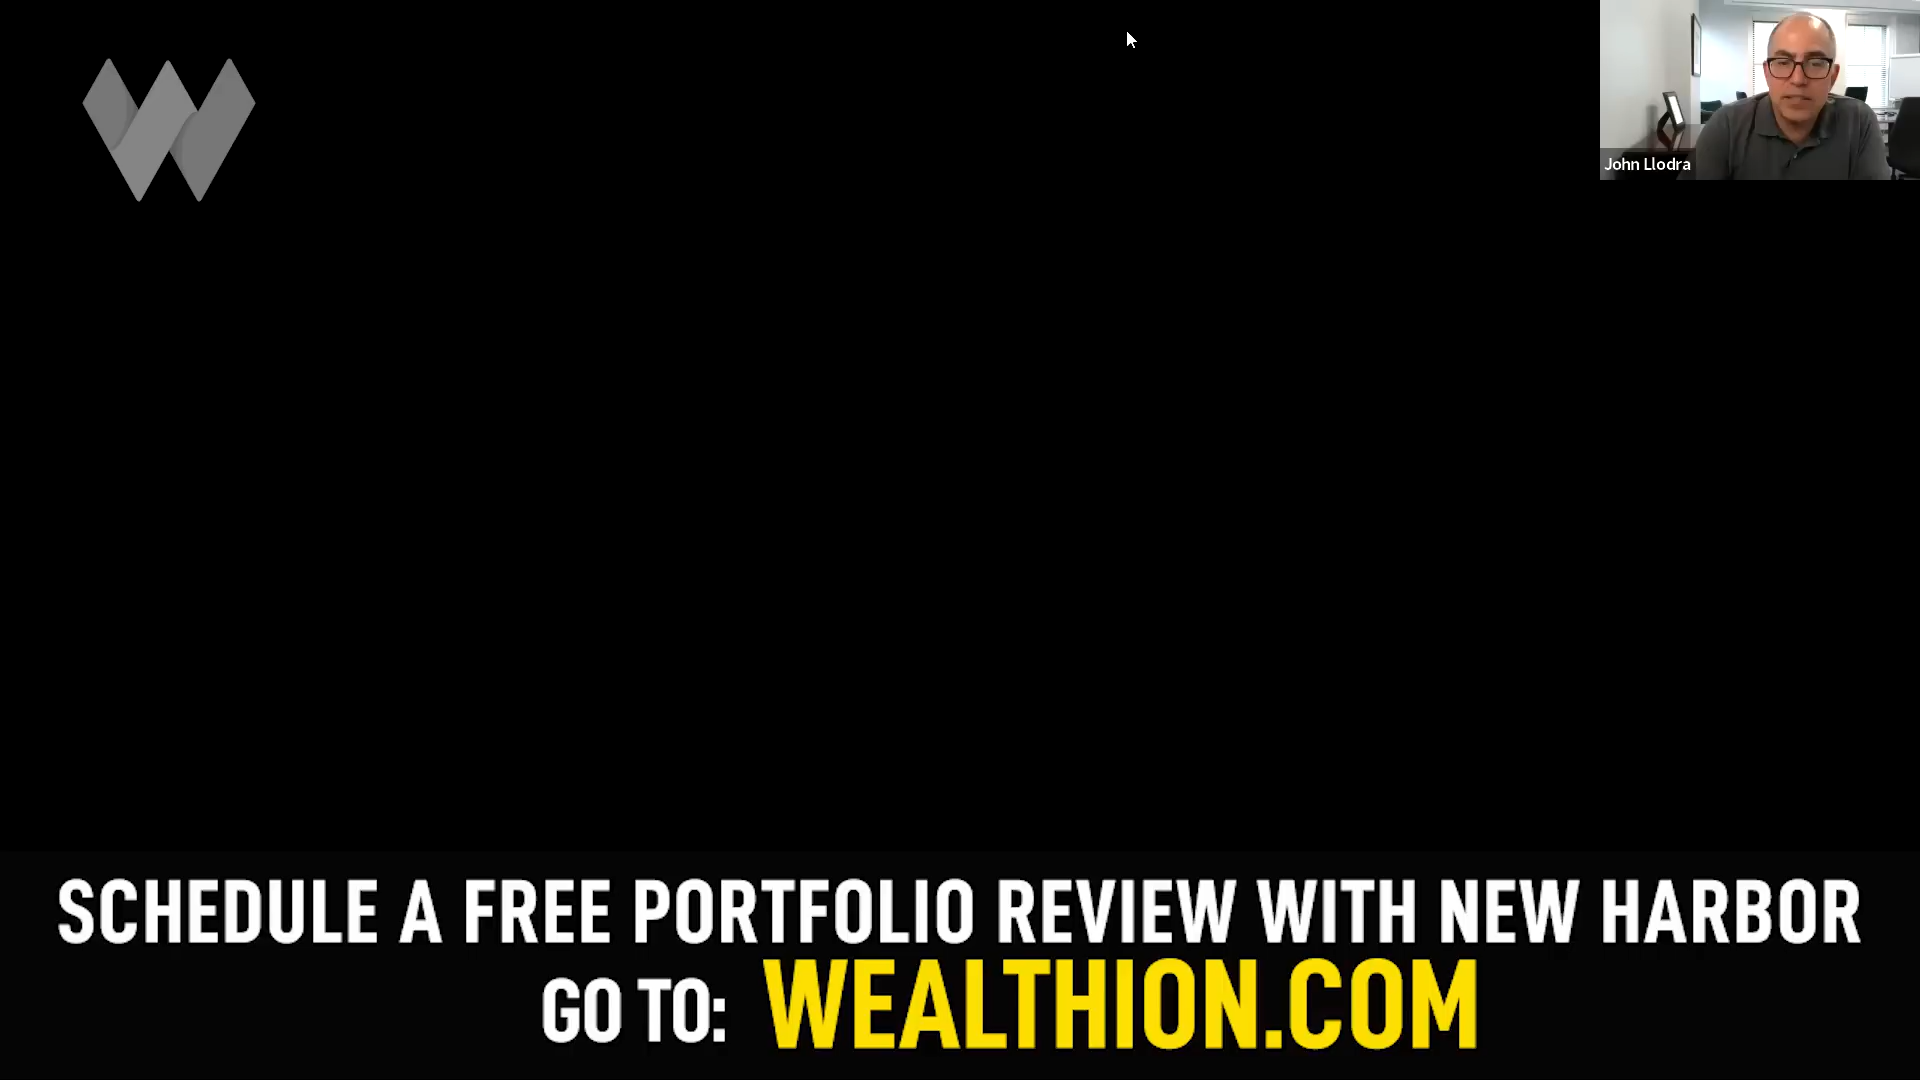 John Llodra
SCHEDULE A FREE PORTFOLIO REVIEW WITH NEW HARBOR
GO TO: WEALTHION.COM